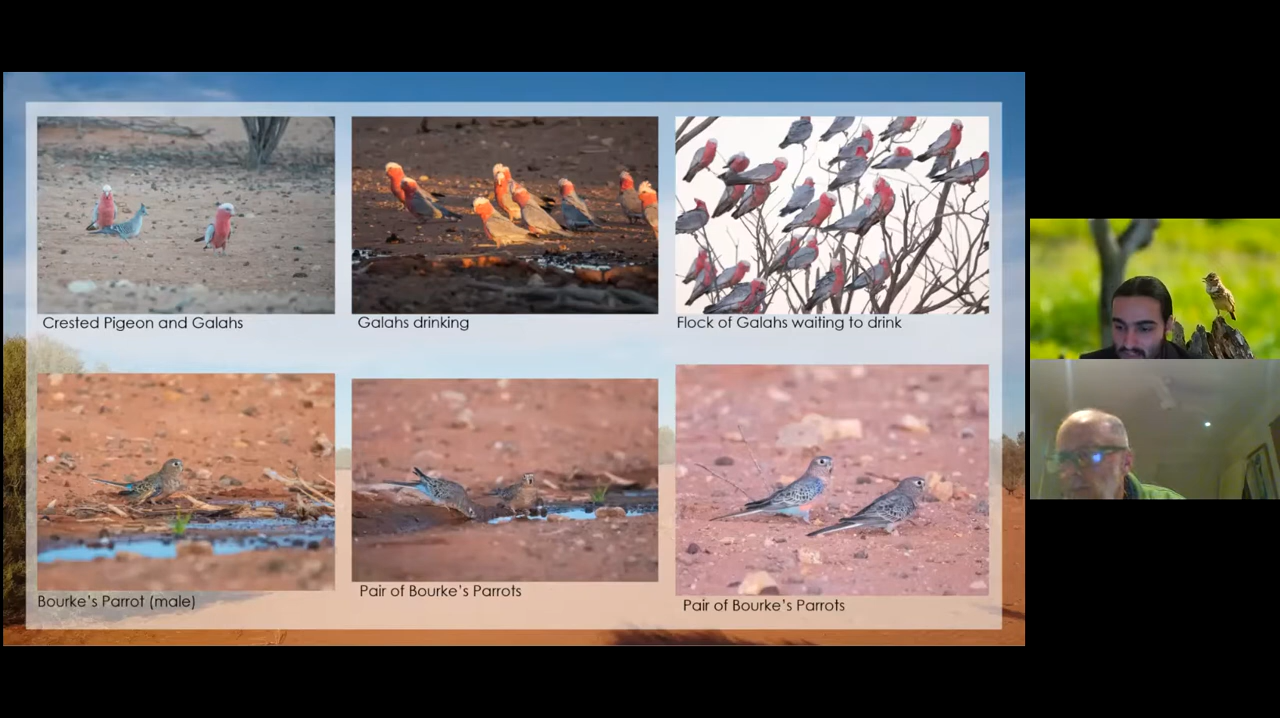 Crested Pigeon and Galahs
Galahs drinking
Flock of Galahs waiting to drink
Bourke's Parrot (male)
Pair of Bourke's Parrots
Pair of Bourke's Parrots